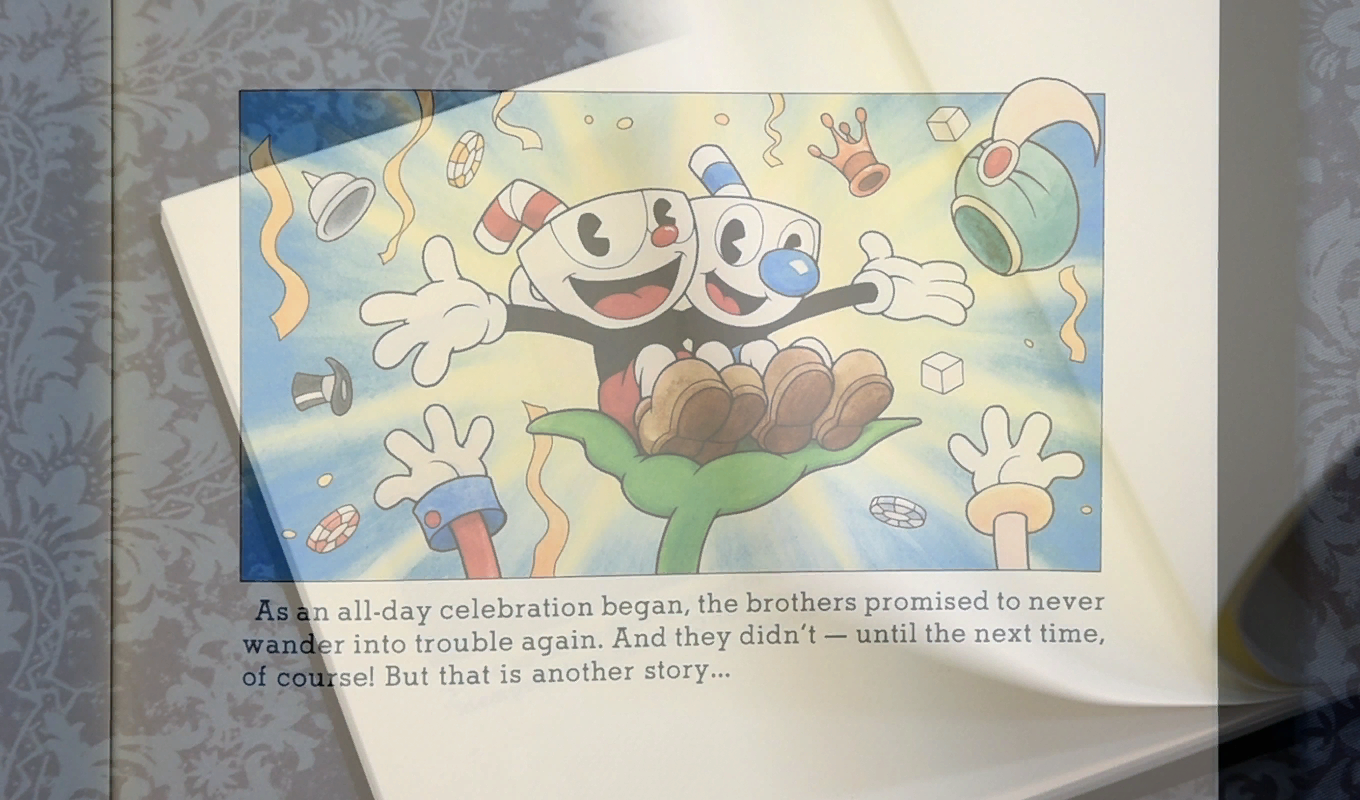 As an all-day celebration began, the brothers promised to never
wander into trouble again. And they didn't — until the next time,
of course! But that is another story...